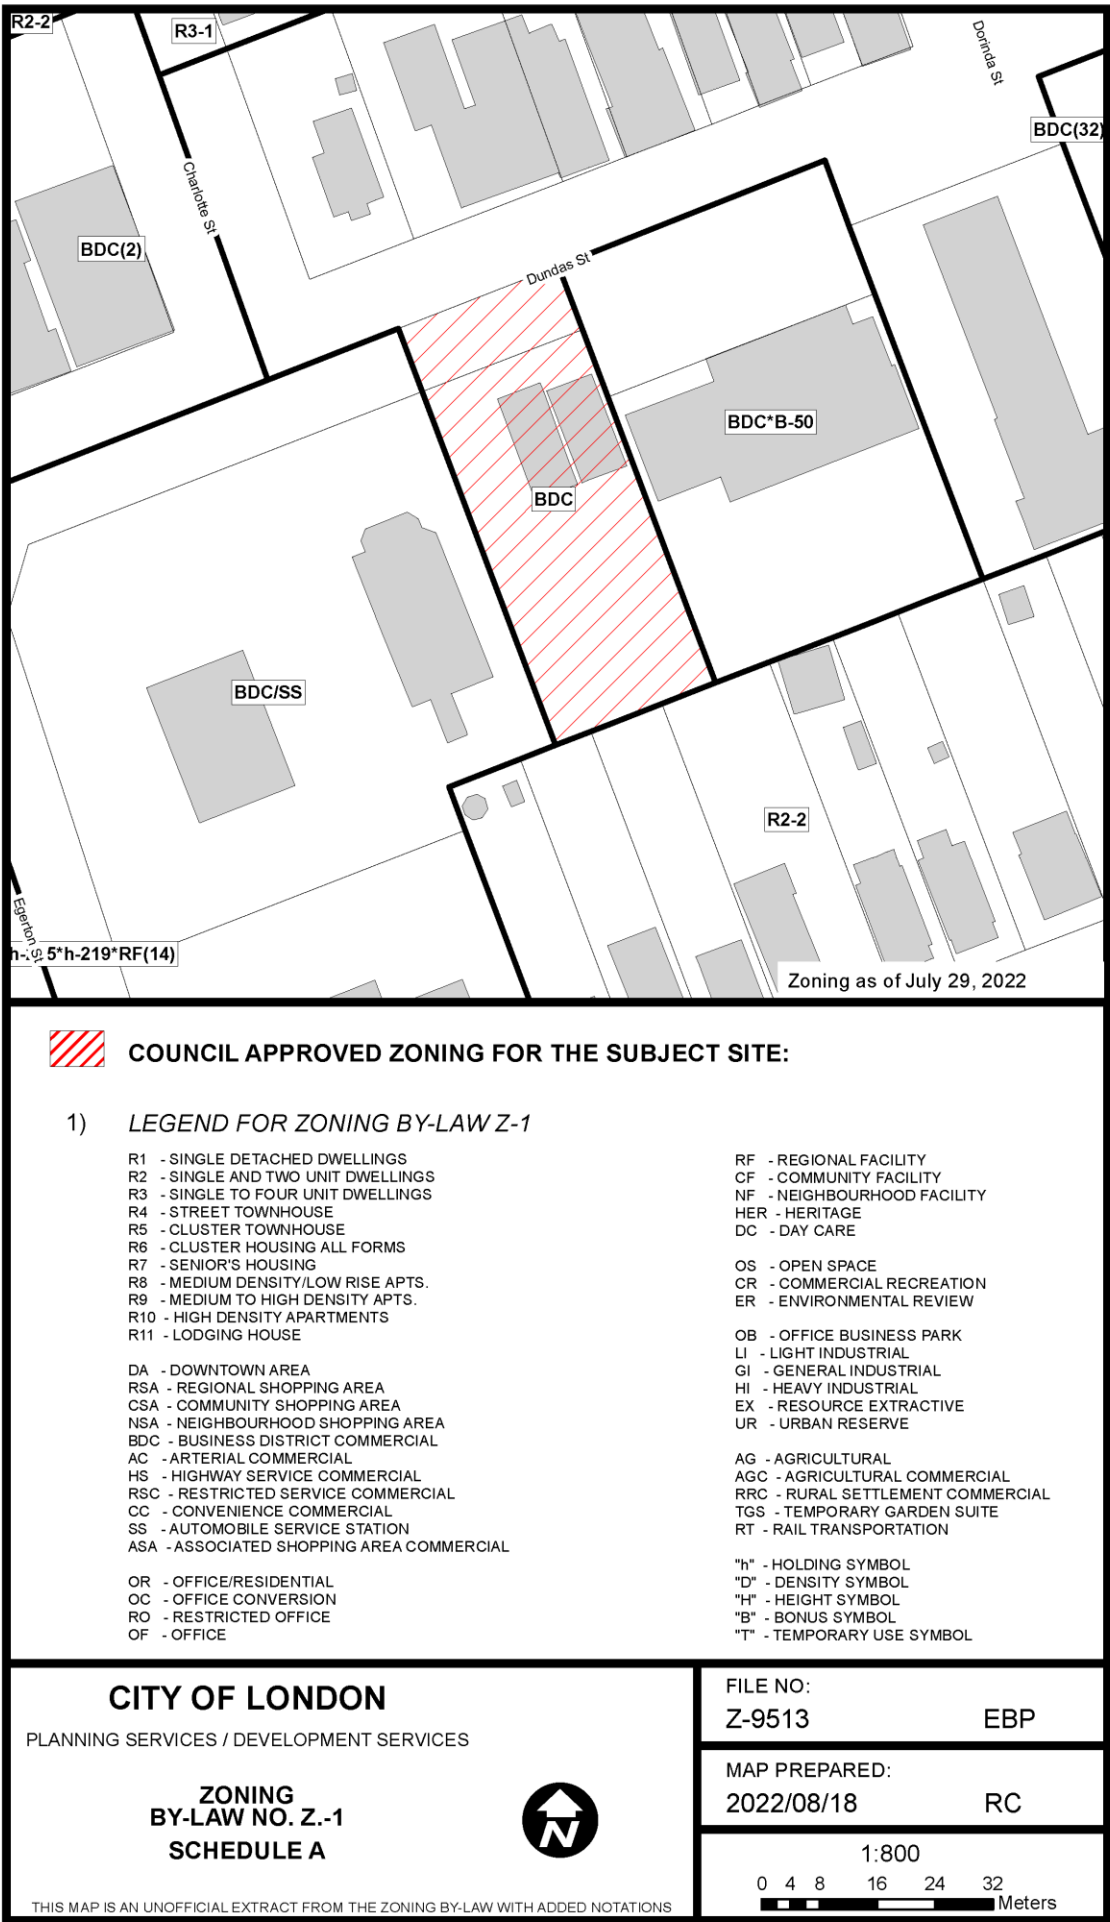 R2-2
R3-1
Dorinda St
BDC(32)
Charlotte St
BDC(2)
Dundas St
BDC*B-50
BDC
BDC/SS
R2-2
Egerton St
5*h-219*RF(14)
Zoning as of July 29, 2022
COUNCIL APPROVED ZONING FOR THE SUBJECT SITE:
1) LEGEND FOR ZONING BY-LAW Z-1
R1 - SINGLE DETACHED DWELLINGS
R2 - SINGLE AND TWO UNIT DWELLINGS
R3 - SINGLE TO FOUR UNIT DWELLINGS
R4 - STREET TOWNHOUSE
R5 - CLUSTER TOWNHOUSE
R6 - CLUSTER HOUSING ALL FORMS
R7 - SENIOR'S HOUSING
R8 - MEDIUM DENSITY/LOW RISE APTS.
R9 - MEDIUM TO HIGH DENSITY APTS.
R10 - HIGH DENSITY APARTMENTS
R11 - LODGING HOUSE
DA - DOWNTOWN AREA
RSA - REGIONAL SHOPPING AREA
CSA - COMMUNITY SHOPPING AREA
NSA - NEIGHBOURHOOD SHOPPING AREA
BDC - BUSINESS DISTRICT COMMERCIAL
AC - ARTERIAL COMMERCIAL
HS - HIGHWAY SERVICE COMMERCIAL
RSC - RESTRICTED SERVICE COMMERCIAL
CC - CONVENIENCE COMMERCIAL
SS - AUTOMOBILE SERVICE STATION
ASA - ASSOCIATED SHOPPING AREA COMMERCIAL
OR - OFFICE/RESIDENTIAL
OC - OFFICE CONVERSION
RO - RESTRICTED OFFICE
OF - OFFICE
RF - REGIONAL FACILITY
CF - COMMUNITY FACILITY
NF - NEIGHBOURHOOD FACILITY
HER - HERITAGE
DC - DAY CARE
OS - OPEN SPACE
CR - COMMERCIAL RECREATION
ER - ENVIRONMENTAL REVIEW
OB - OFFICE BUSINESS PARK
LI - LIGHT INDUSTRIAL
GI - GENERAL INDUSTRIAL
HI - HEAVY INDUSTRIAL
EX - RESOURCE EXTRACTIVE
UR - URBAN RESERVE
AG - AGRICULTURAL
AGC - AGRICULTURAL COMMERCIAL
RRC - RURAL SETTLEMENT COMMERCIAL
TGS - TEMPORARY GARDEN SUITE
RT - RAIL TRANSPORTATION
"h" - HOLDING SYMBOL
"D" - DENSITY SYMBOL
"H" - HEIGHT SYMBOL
"B" - BONUS SYMBOL
"T" - TEMPORARY USE SYMBOL
CITY OF LONDON
PLANNING SERVICES / DEVELOPMENT SERVICES
ZONING
BY-LAW NO. Z.-1
SCHEDULE A
N
THIS MAP IS AN UNOFFICIAL EXTRACT FROM THE ZONING BY-LAW WITH ADDED NOTATIONS
FILE NO:
Z-9513 EBP
MAP PREPARED:
2022/08/18 RC
1:800
0 4 8 16 24 32
Meters